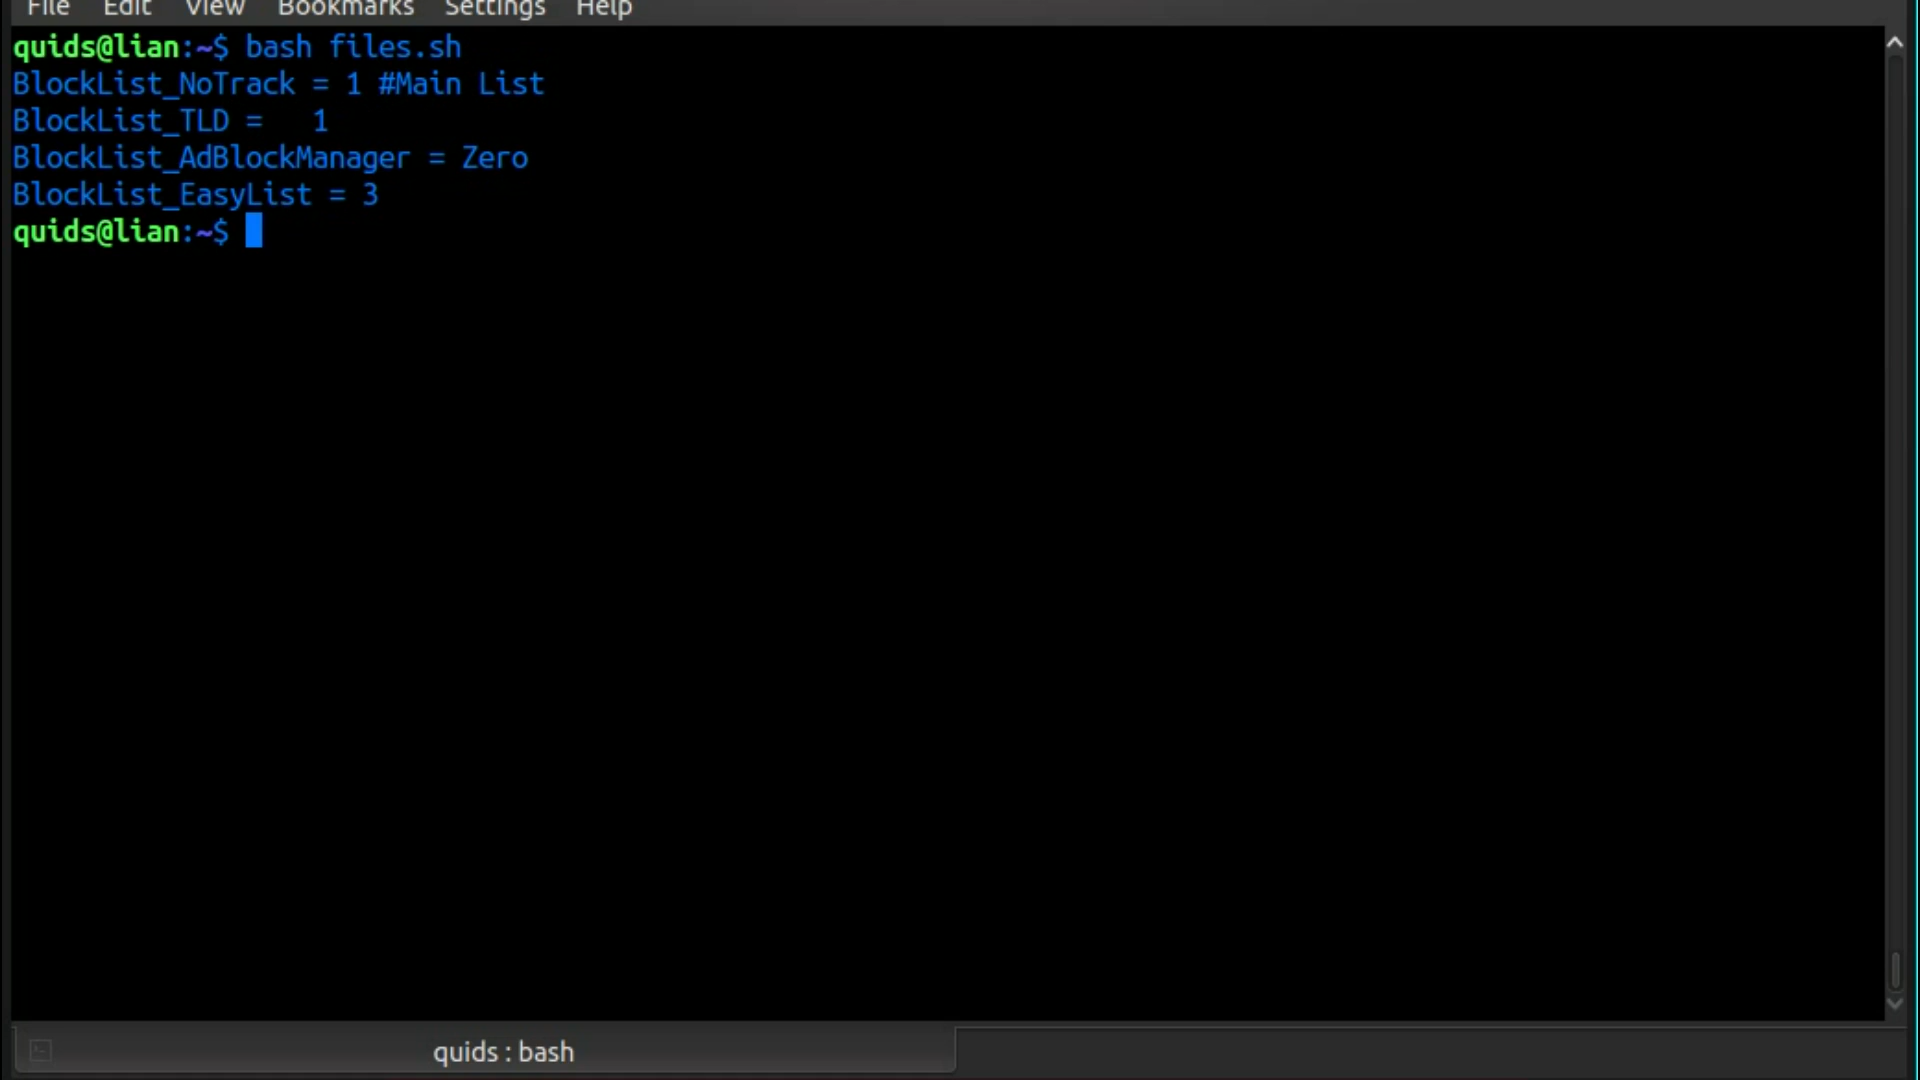 File Edit View Bookmarks Settings Help
quids@lian:~$ bash files.sh
BlockList_NoTrack = 1 #Main List
BlockList_TLD =   1
BlockList_AdBlockManager = Zero
BlockList_EasyList = 3
quids@lian:~$
quids : bash